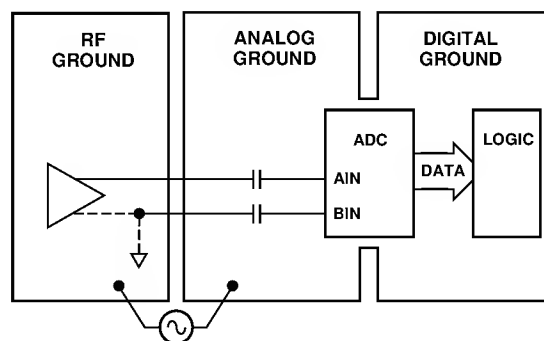 RF
GROUND
ANALOG
GROUND
DIGITAL
GROUND
ADC
LOGIC
AIN
DATA
BIN